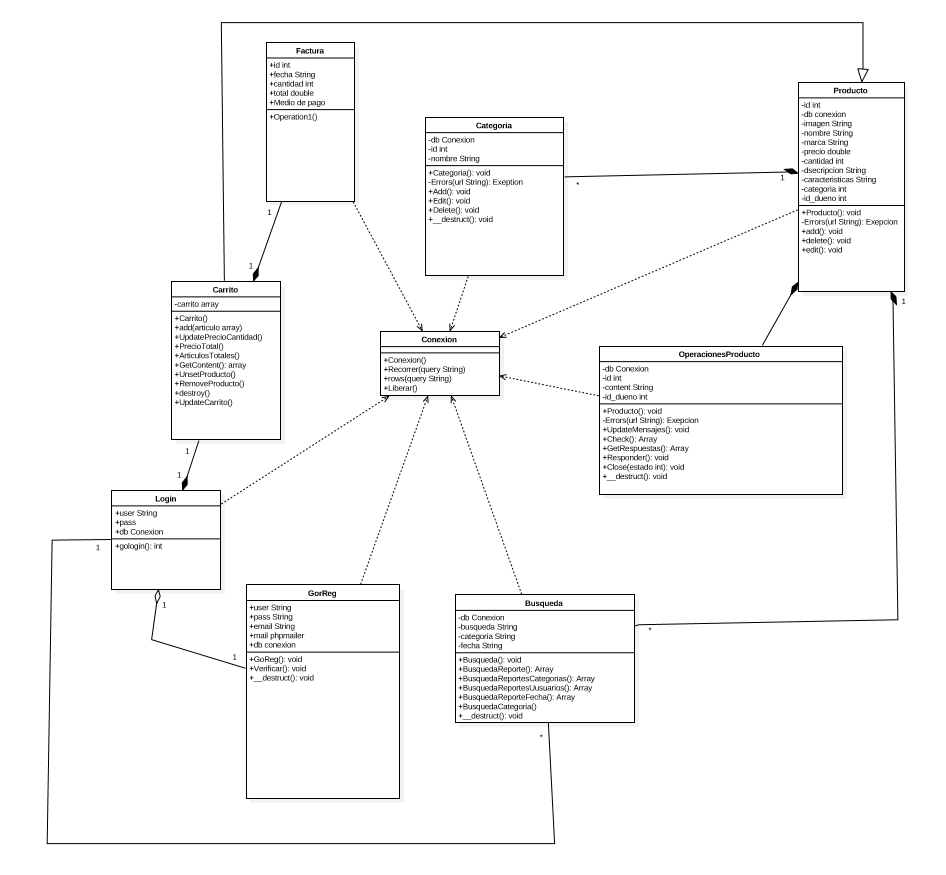 Factura
+id int
+fecha String
+cantidad int
+total double
+Medio de pago
+Operation1()
1
1
Categoria
-db Conexion
-id int
-nombre String
+Categoria(): void
-Errors(url String): Exeption
+Add(): void
+Edit(): void
+Delete(): void
+__destruct(): void
*
1
Producto
-id int
-db conexion
-imagen String
-nombre String
-marca String
-precio double
-cantidad int
-dsecripcion String
-caracteristicas String
-categoria int
-id_dueno int
+Producto(): void
-Errors(url String): Exepcion
+add(): void
+delete(): void
+edit(): void
1
Carrito
-carrito array
+Carrito()
+add(articulo array)
+UpdatePrecioCantidad()
+PrecioTotal()
+ArticulosTotales()
+GetContent(): array
+UnsetProducto()
+RemoveProducto()
+destroy()
+UpdateCarrito()
1
1
Conexion
+Conexion()
+Recorrer(query String)
+rows(query String)
+Liberar()
OperacionesProducto
-db Conexion
-id int
-content String
-id_dueno int
+Producto(): void
-Errors(url String): Exepcion
+UpdateMensajes(): void
+Check(): Array
+GetRespuestas(): Array
+Responder(): void
+Close(estado int): void
+__destruct(): void
Login
+user String
+pass
+db Conexion
+gologin(): int
1
1
1
GorReg
+user String
+pass String
+email String
+mail phpmailer
+db conexion
+GoReg(): void
+Verificar(): void
+__destruct(): void
Busqueda
-db Conexion
-busqueda String
-categoria String
-fecha String
+Busqueda(): void
+BusquedaReporte(): Array
+BusquedaReportesCategorias(): Array
+BusquedaReportesUusuarios(): Array
+BusquedaReporteFecha(): Array
+BusquedaCategoria()
+__destruct(): void
*
*